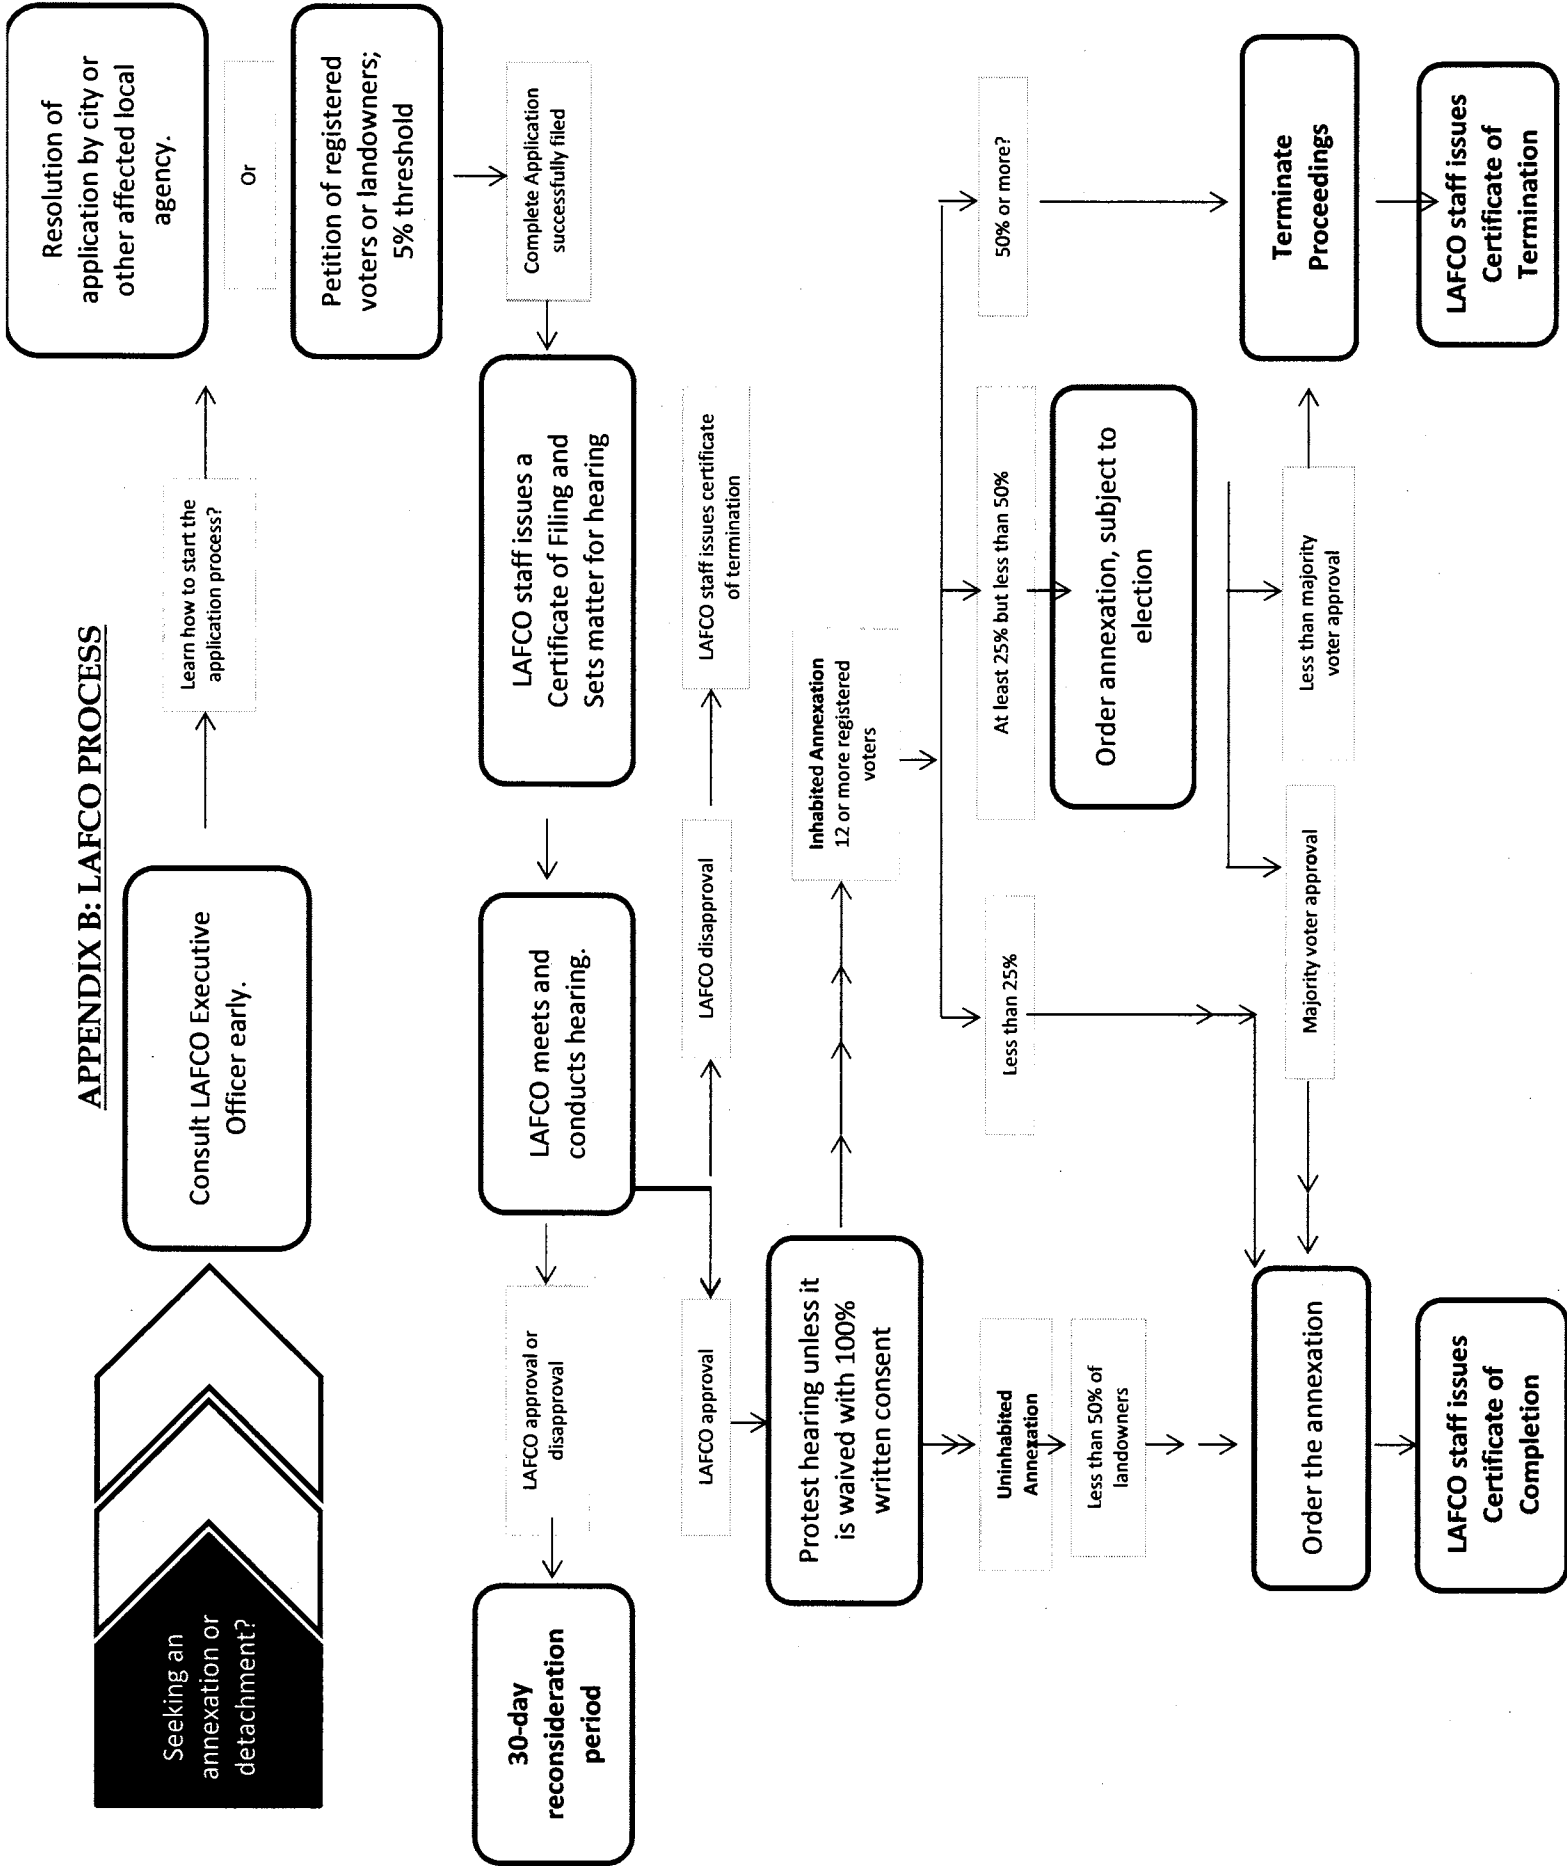 APPENDIX B: LAFCO PROCESS
Seeking an
annexation or
detachment?
Consult LAFCO Executive
Officer early.
Learn how to start the
application process?
Resolution of
application by city or
other affected local
agency.
Or
Petition of registered
voters or landowners;
5% threshold
Complete Application
successfully filed
LAFCO staff issues a
Certificate of Filing and
Sets matter for hearing
LAFCO meets and
conducts hearing.
LAFCO approval or
disapproval
30-day
reconsideration
period
LAFCO approval
LAFCO disapproval
LAFCO staff issues certificate
of termination
Protest hearing unless it
is waived with 100%
written consent
Inhabited Annexation
12 or more registered
voters
Uninhabited
Annexation
Less than 50% of
landowners
Less than 25%
At least 25% but less than 50%
50% or more?
Order annexation, subject to
election
Majority voter approval
Less than majority
voter approval
Order the annexation
Terminate
Proceedings
LAFCO staff issues
Certificate of
Completion
LAFCO staff issues
Certificate of
Termination